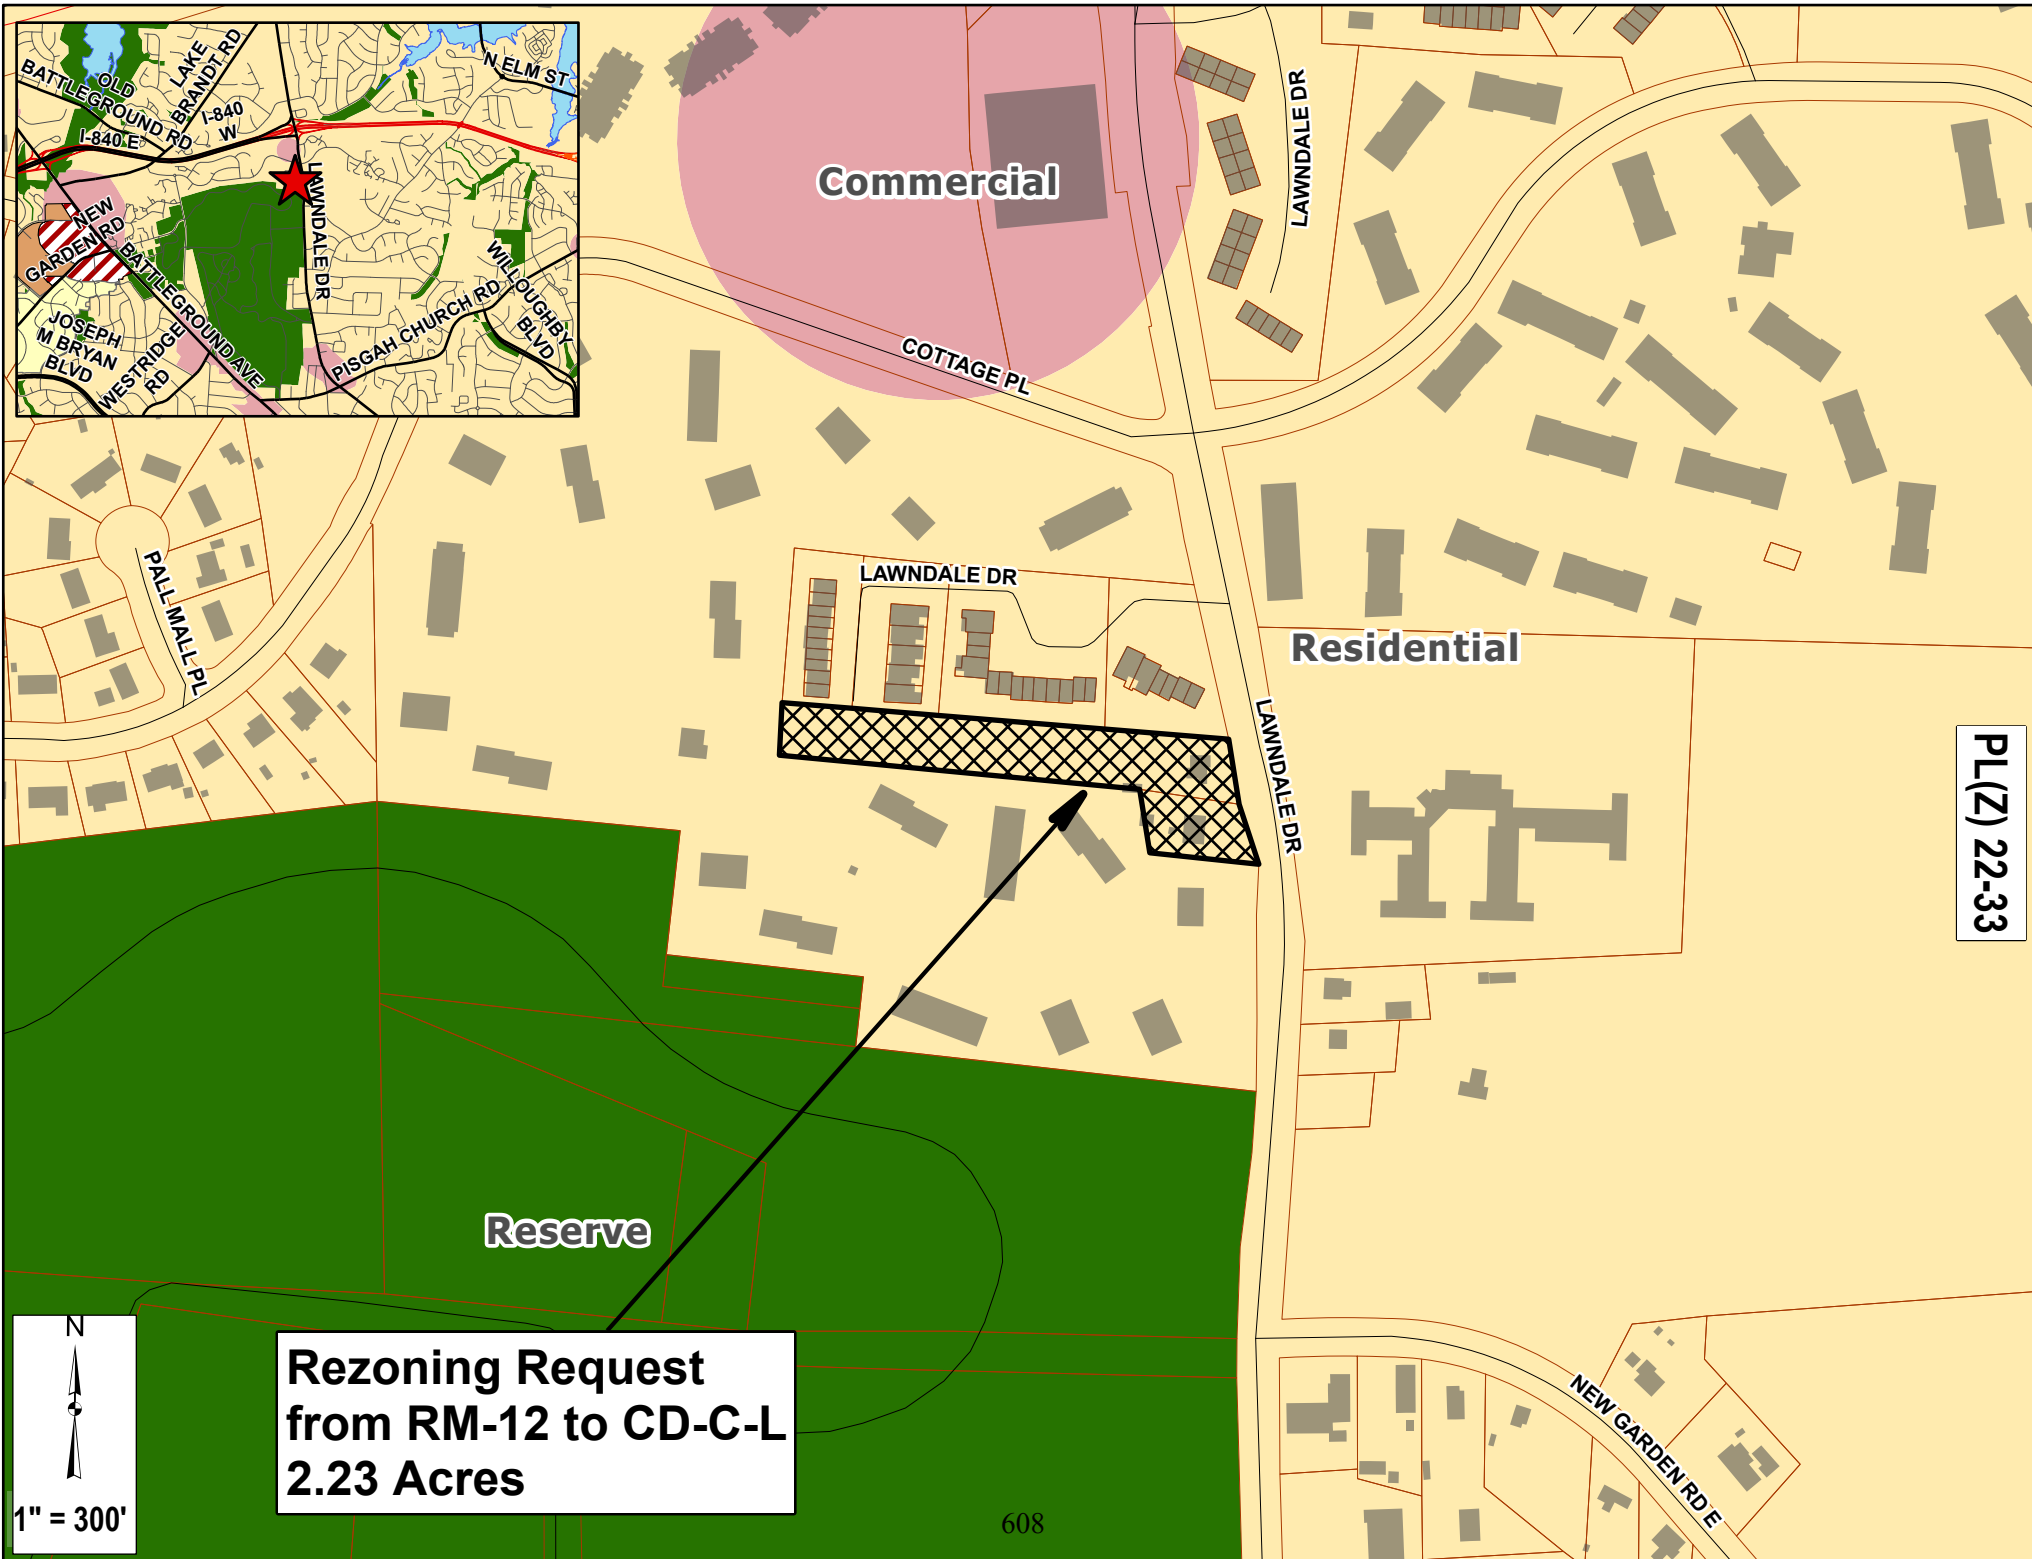 OLD
BATTLEGROUND RD
LAKE
BRANDT RD
I-840
W
I-840 E
N ELM ST
LAWNDALE DR
NEW
GARDEN RD
BATTLEGROUND AVE
JOSEPH
M BRYAN
BLVD
WESTRIDGE
RD
PISGAH CHURCH RD
WILLOUGHBY
BLVD
Commercial
LAWNDALE DR
COTTAGE PL
PALL MALL PL
LAWNDALE DR
Residential
LAWNDALE DR
PL(Z) 22-33
Reserve
NEW GARDEN RD E
N
1" = 300'
Rezoning Request
from RM-12 to CD-C-L
2.23 Acres
608